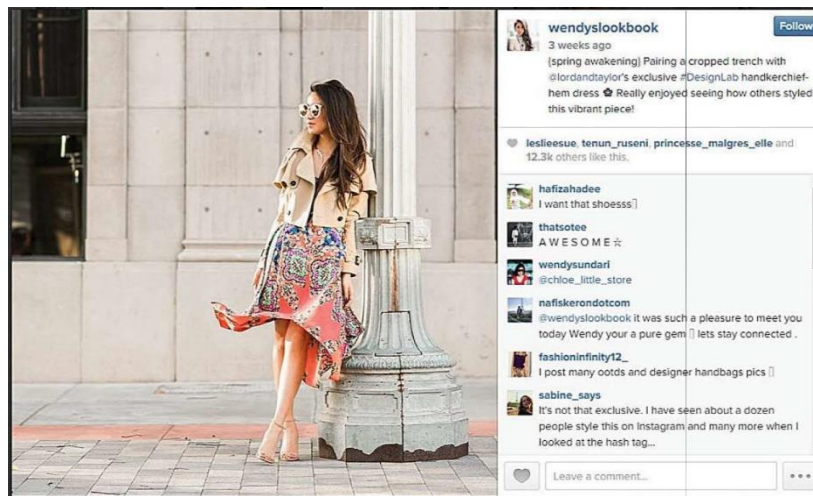 wendyslookbook
Follow
3 weeks ago
{spring awakening} Pairing a cropped trench with
@lordandtaylor's exclusive #DesignLab handkerchief-
hem dress ✿ Really enjoyed seeing how others styled
this vibrant piece!
lesliesue, tenun_ruseni, princesse_malgres_elle and
12.3k others like this.
hafizahadee
I want that shoesss
thatsotee
A W E S O M E ☆
wendysundari
@chloe_little_store
nafiskerondotcom
@wendyslookbook it was such a pleasure to meet you
today Wendy your a pure gem lets stay connected .
fashioninfinity12_
I post many ootds and designer handbags pics
sabine_says
It's not that exclusive. I have seen about a dozen
people style this on Instagram and many more when I
looked at the hash tag...
Leave a comment...